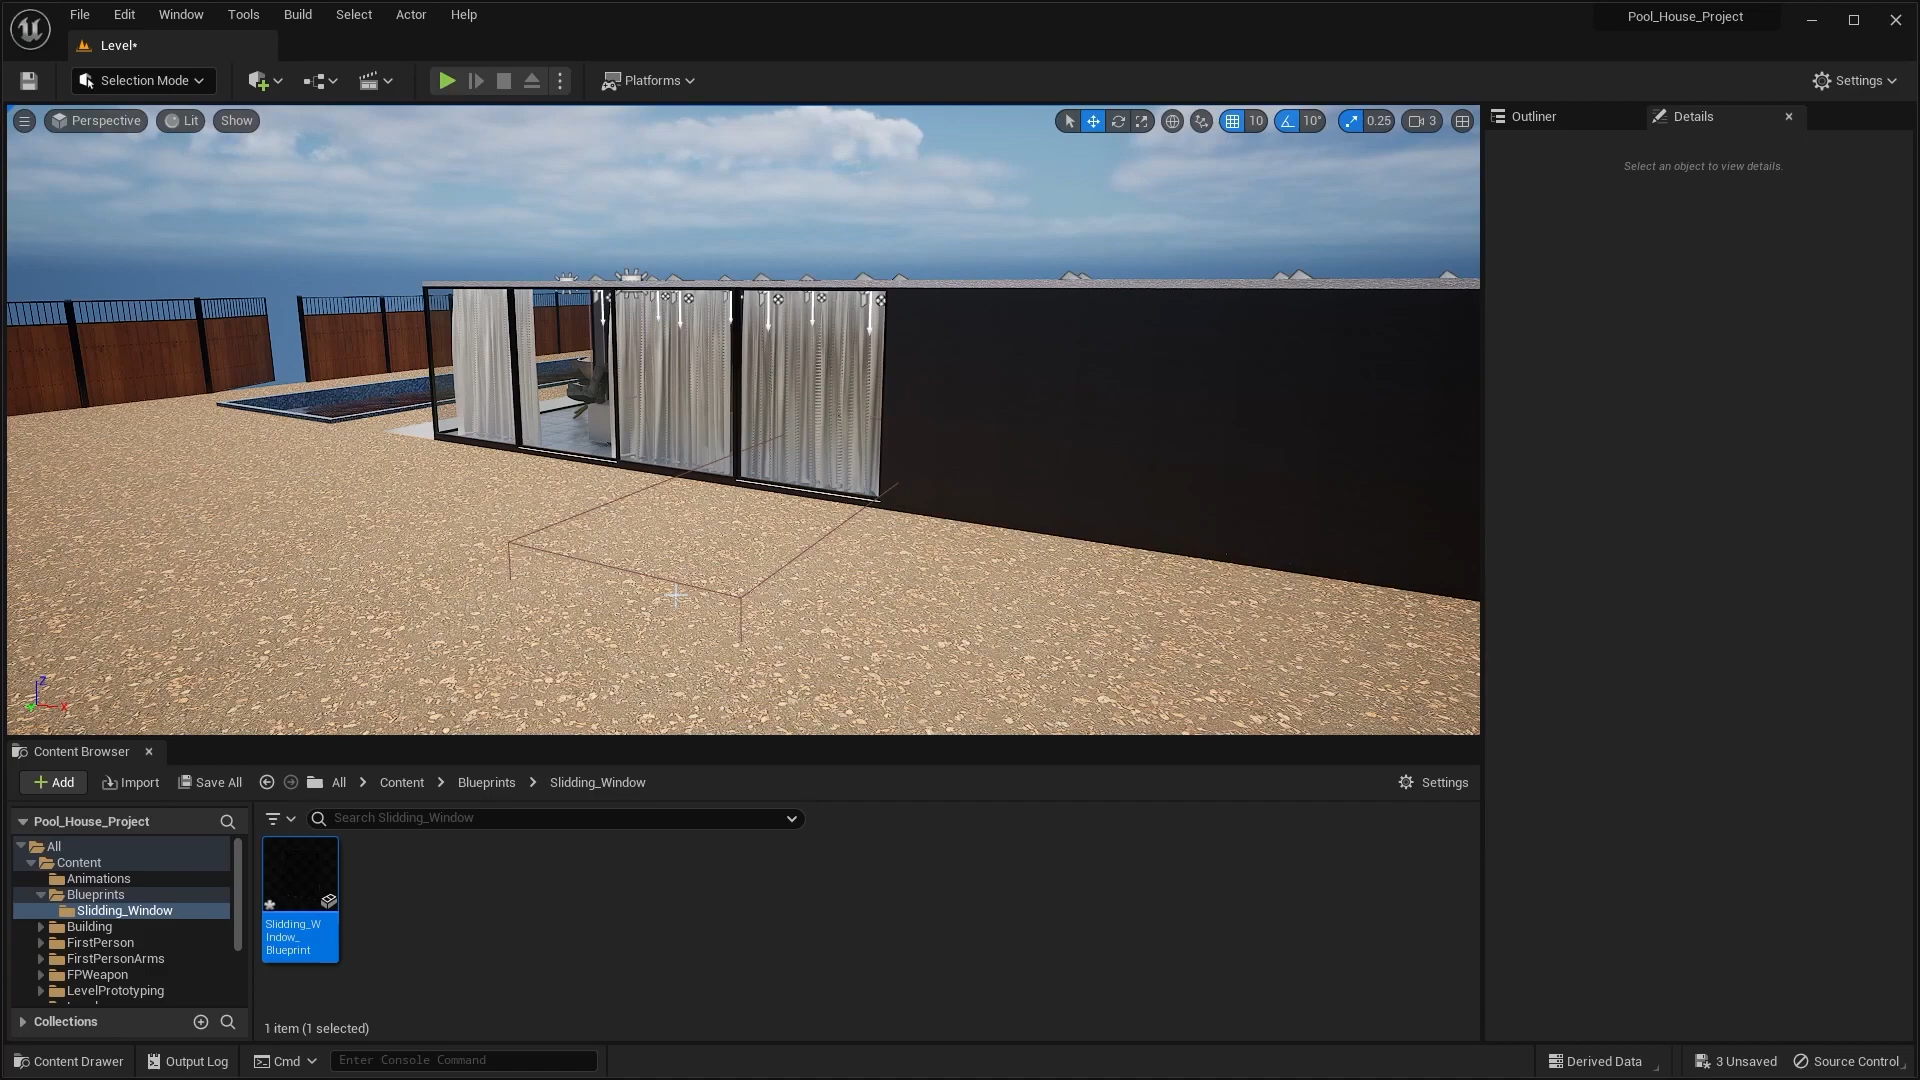 File Edit Window Tools Build Select Actor Help
Pool_House_Project
Level*
Selection Mode
Platforms
Settings
Perspective Lit Show
10 10° 0.25 3
Outliner Details
Select an object to view details.
Z
X
Content Browser
Add Import Save All All Content Blueprints Slidding_Window Settings
Pool_House_Project
Search Slidding_Window
All
Content
Animations
Blueprints
Slidding_Window
Building
FirstPerson
FirstPersonArms
FPWeapon
LevelPrototyping
Slidding_W
indow_
Blueprint
Collections
1 item (1 selected)
Content Drawer Output Log Cmd Enter Console Command Derived Data 3 Unsaved Source Control